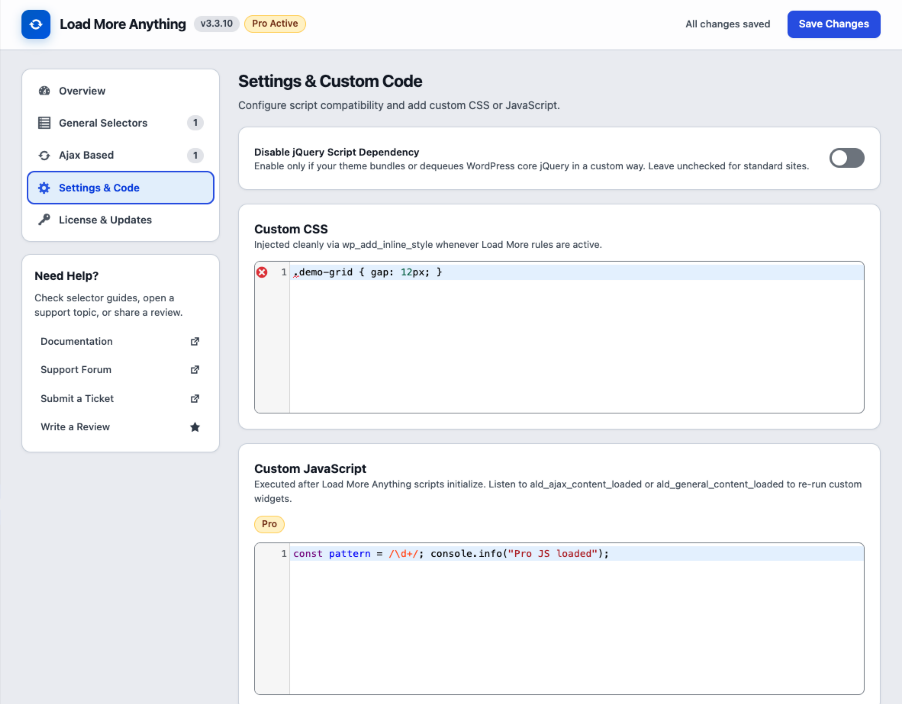 Load More Anything v3.3.10 Pro Active All changes saved Save Changes
Overview
General Selectors 1
Ajax Based 1
Settings & Code
License & Updates
Need Help?
Check selector guides, open a
support topic, or share a review.
Documentation
Support Forum
Submit a Ticket
Write a Review
Settings & Custom Code
Configure script compatibility and add custom CSS or JavaScript.
Disable jQuery Script Dependency
Enable only if your theme bundles or dequeues WordPress core jQuery in a custom way. Leave unchecked for standard sites.
Custom CSS
Injected cleanly via wp_add_inline_style whenever Load More rules are active.
1 .demo-grid { gap: 12px; }
Custom JavaScript
Executed after Load More Anything scripts initialize. Listen to ald_ajax_content_loaded or ald_general_content_loaded to re-run custom
widgets.
Pro
1 const pattern = /\d+/; console.info("Pro JS loaded");